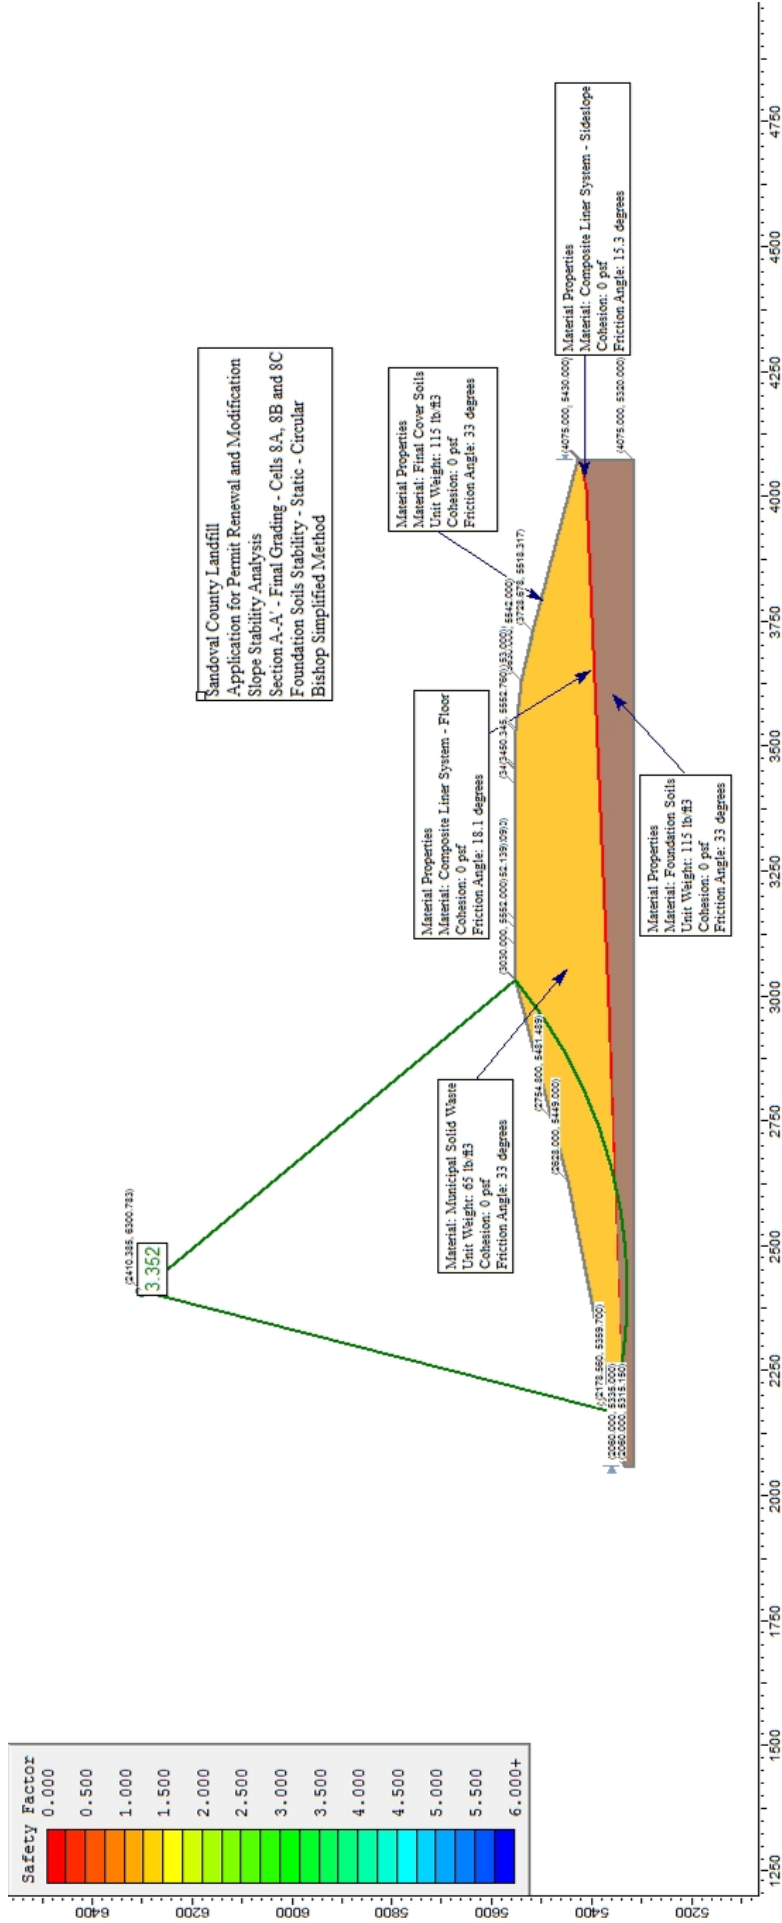 Safety Factor
0.000
0.500
1.000
1.500
2.000
2.500
3.000
3.500
4.000
4.500
5.000
5.500
6.000+
Sandoval County Landfill
Application for Permit Renewal and Modification
Slope Stability Analysis
Section A-A' - Final Grading - Cells 8A, 8B and 8C
Foundation Soils Stability - Static - Circular
Bishop Simplified Method
(2410.385, 6300.783)
3.352
Material Properties
Material: Final Cover Soils
Unit Weight: 115 lb/ft3
Cohesion: 0 psf
Friction Angle: 33 degrees
Material Properties
Material: Composite Liner System - Floor
Cohesion: 0 psf
Friction Angle: 18.1 degrees
Material: Municipal Solid Waste
Unit Weight: 65 lb/ft3
Cohesion: 0 psf
Friction Angle: 33 degrees
Material Properties
Material: Composite Liner System - Sideslope
Cohesion: 0 psf
Friction Angle: 15.3 degrees
Material Properties
Material: Foundation Soils
Unit Weight: 115 lb/ft3
Cohesion: 0 psf
Friction Angle: 33 degrees
(2060.000, 5335.000)
(2060.000, 5315.150)
(2178.560, 5359.700)
(2628.000, 5449.000)
(2754.800, 5481.489)
(3030.000, 5552.000)
5542.000)
(3728.678, 5518.317)
(4075.000, 5430.000)
(4075.000, 5320.000)
6400
6200
6000
5800
5600
5400
5200
1250
1500
1750
2000
2250
2500
2750
3000
3250
3500
3750
4000
4250
4500
4750